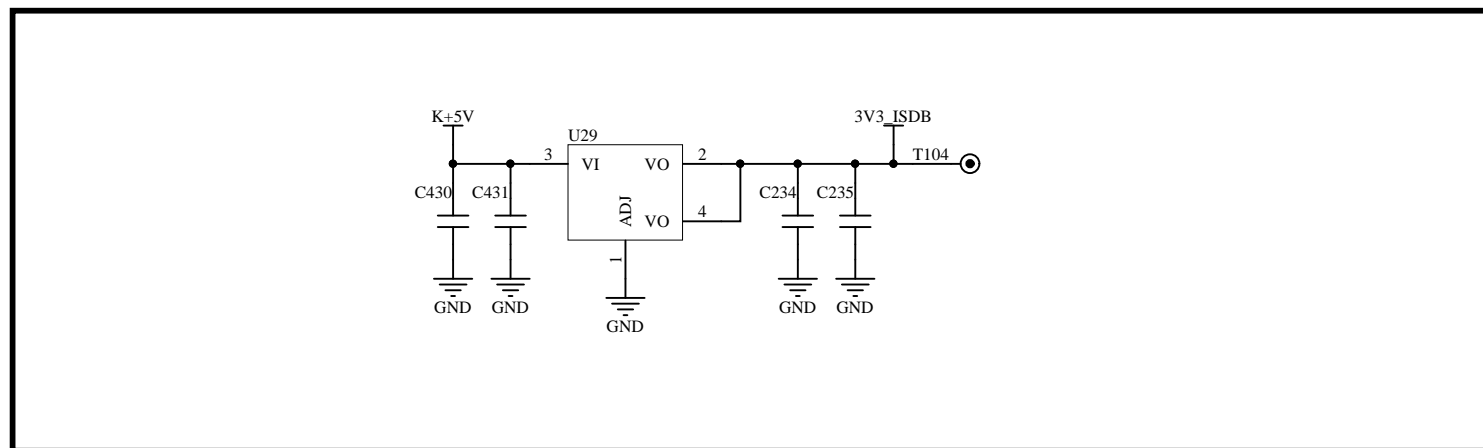 K+5V
3V3_ISDB
U29
T104
3
VI
VO
2
C430
C431
C234
C235
ADJ
VO
4
1
GND
GND
GND
GND
GND